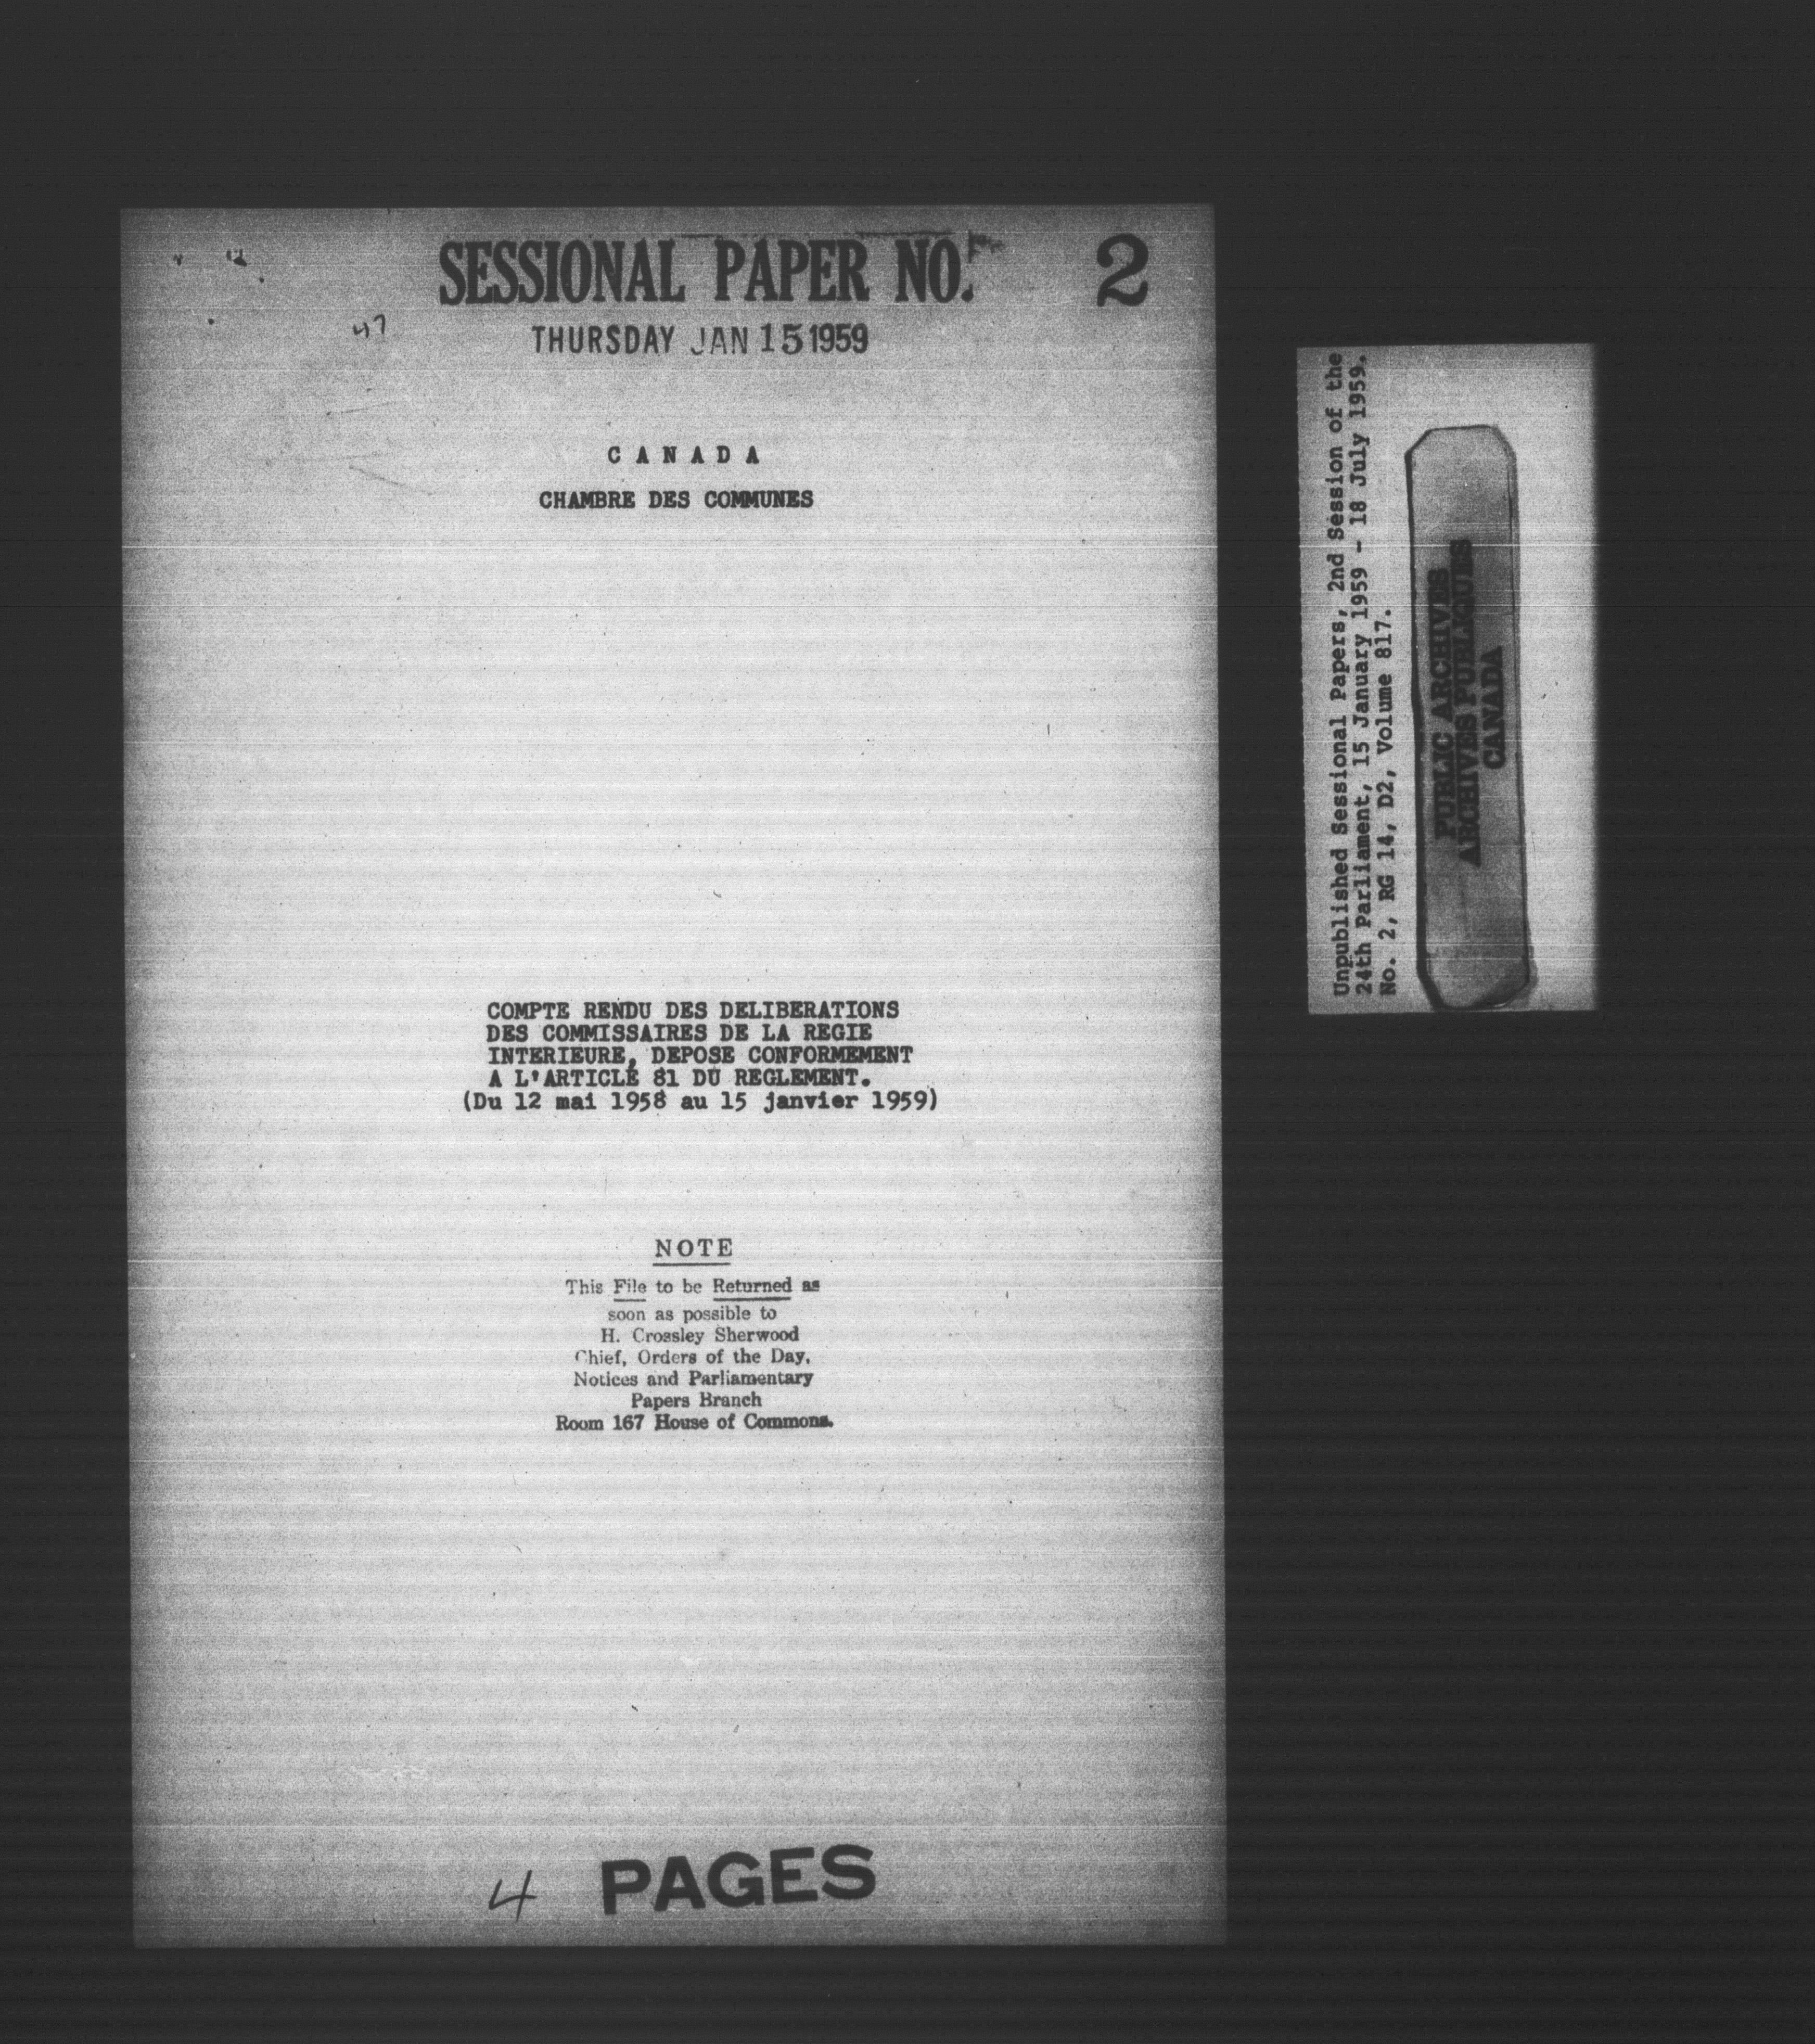 SESSIONAL PAPER NO. 2
47
THURSDAY JAN 15 1959
CANADA
CHAMBRE DES COMMUNES
COMPTE RENDU DES DELIBERATIONS
DES COMMISSAIRES DE LA REGIE
INTERIEURE, DEPOSE CONFORMEMENT
A L'ARTICLE 81 DU REGLEMENT.
(Du 12 mai 1958 au 15 janvier 1959)
NOTE
This File to be Returned as
soon as possible to
H. Crossley Sherwood
Chief, Orders of the Day,
Notices and Parliamentary
Papers Branch
Room 167 House of Commons.
4 PAGES
Unpublished Sessional Papers, 2nd Session of the
24th Parliament, 15 January 1959 - 18 July 1959.
No. 2, RG 14, D2, Volume 817.
PUBLIC ARCHIVES
ARCHIVES PUBLIQUES
CANADA